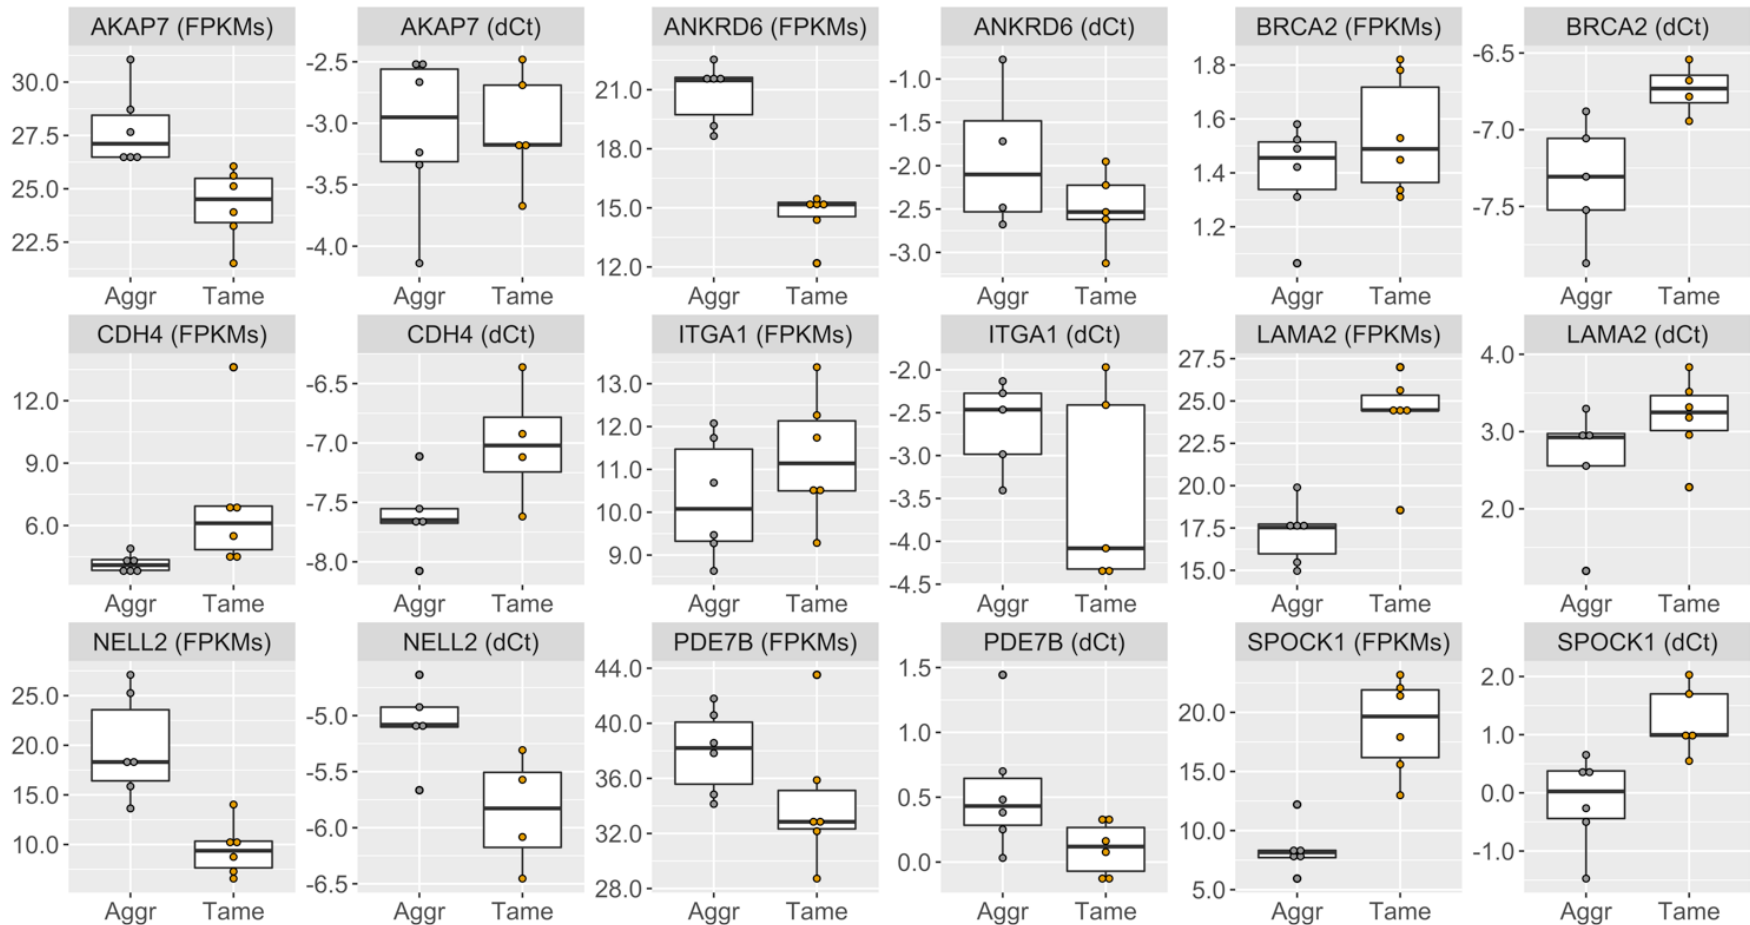 AKAP7 (FPKMs) AKAP7 (dCt) ANKRD6 (FPKMs) ANKRD6 (dCt) BRCA2 (FPKMs) BRCA2 (dCt)
30.0 27.5 25.0 22.5
-2.5 -3.0 -3.5 -4.0
21.0 18.0 15.0 12.0
-1.0 -1.5 -2.0 -2.5 -3.0
1.8 1.6 1.4 1.2
-6.5 -7.0 -7.5
Aggr Tame Aggr Tame Aggr Tame Aggr Tame Aggr Tame Aggr Tame
CDH4 (FPKMs) CDH4 (dCt) ITGA1 (FPKMs) ITGA1 (dCt) LAMA2 (FPKMs) LAMA2 (dCt)
12.0 9.0 6.0
-6.5 -7.0 -7.5 -8.0
13.0 12.0 11.0 10.0 9.0
-2.0 -2.5 -3.0 -3.5 -4.0 -4.5
27.5 25.0 22.5 20.0 17.5 15.0
4.0 3.0 2.0
Aggr Tame Aggr Tame Aggr Tame Aggr Tame Aggr Tame Aggr Tame
NELL2 (FPKMs) NELL2 (dCt) PDE7B (FPKMs) PDE7B (dCt) SPOCK1 (FPKMs) SPOCK1 (dCt)
25.0 20.0 15.0 10.0
-5.0 -5.5 -6.0 -6.5
44.0 40.0 36.0 32.0 28.0
1.5 1.0 0.5 0.0
20.0 15.0 10.0 5.0
2.0 1.0 0.0 -1.0
Aggr Tame Aggr Tame Aggr Tame Aggr Tame Aggr Tame Aggr Tame